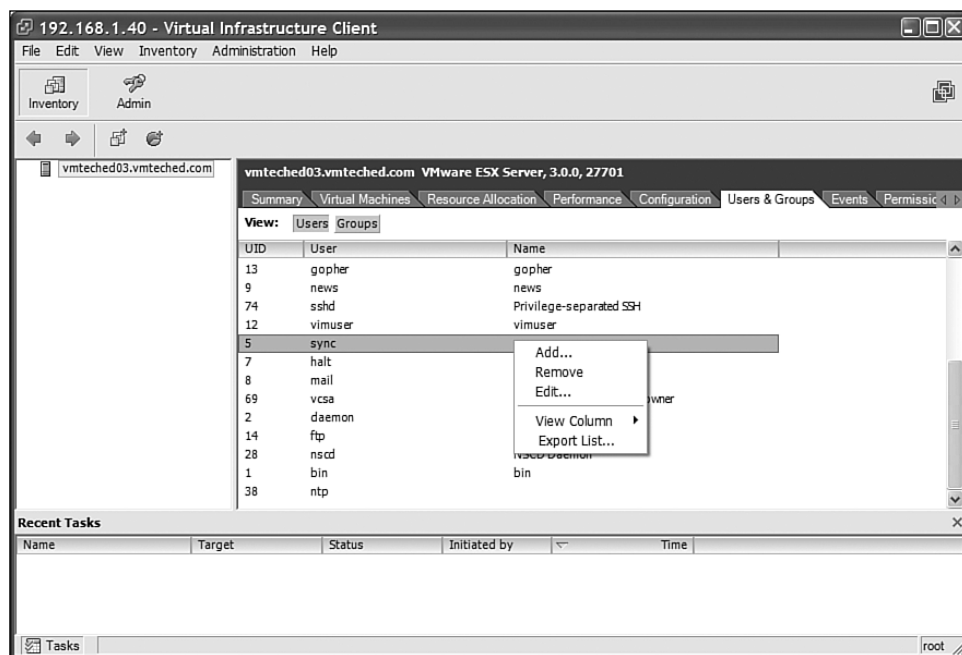 192.168.1.40 - Virtual Infrastructure Client
File Edit View Inventory Administration Help
Inventory Admin
vmteched03.vmteched.com
vmteched03.vmteched.com VMware ESX Server, 3.0.0, 27701
Summary Virtual Machines Resource Allocation Performance Configuration Users & Groups Events Permissic
View: Users Groups
UID User Name
13 gopher gopher
9 news news
74 sshd Privilege-separated SSH
12 vimuser vimuser
5 sync
7 halt
8 mail
69 vcsa owner
2 daemon
14 ftp
28 nscd NSCD Daemon
1 bin bin
38 ntp
Add...
Remove
Edit...
View Column
Export List...
Recent Tasks
Name Target Status Initiated by Time
Tasks root